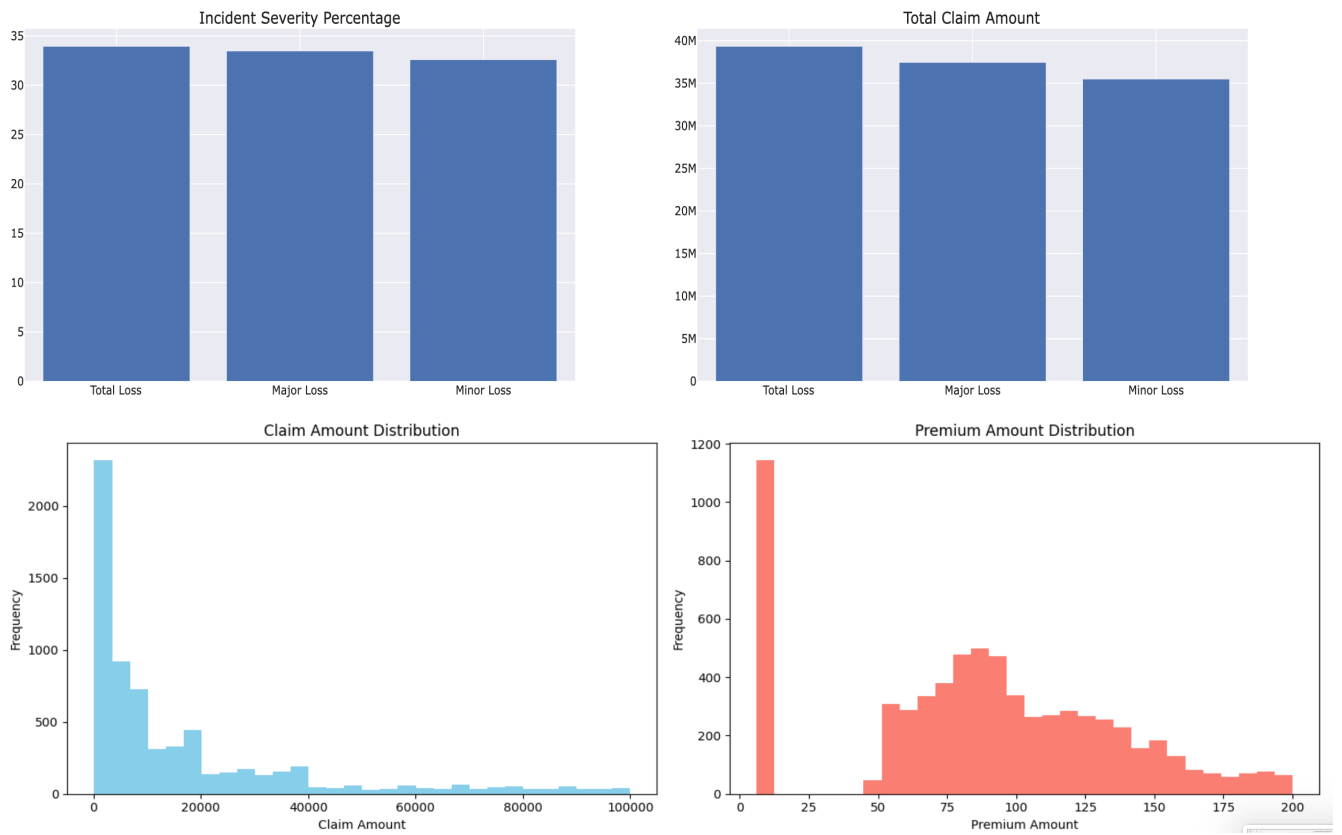 Incident Severity Percentage
35
30
25
20
15
10
5
0
Total Loss
Major Loss
Minor Loss
Total Claim Amount
40M
35M
30M
25M
20M
15M
10M
5M
0
Total Loss
Major Loss
Minor Loss
Claim Amount Distribution
Frequency
2000
1500
1000
500
0
0
20000
40000
60000
80000
100000
Claim Amount
Premium Amount Distribution
Frequency
1200
1000
800
600
400
200
0
0
25
50
75
100
125
150
175
200
Premium Amount